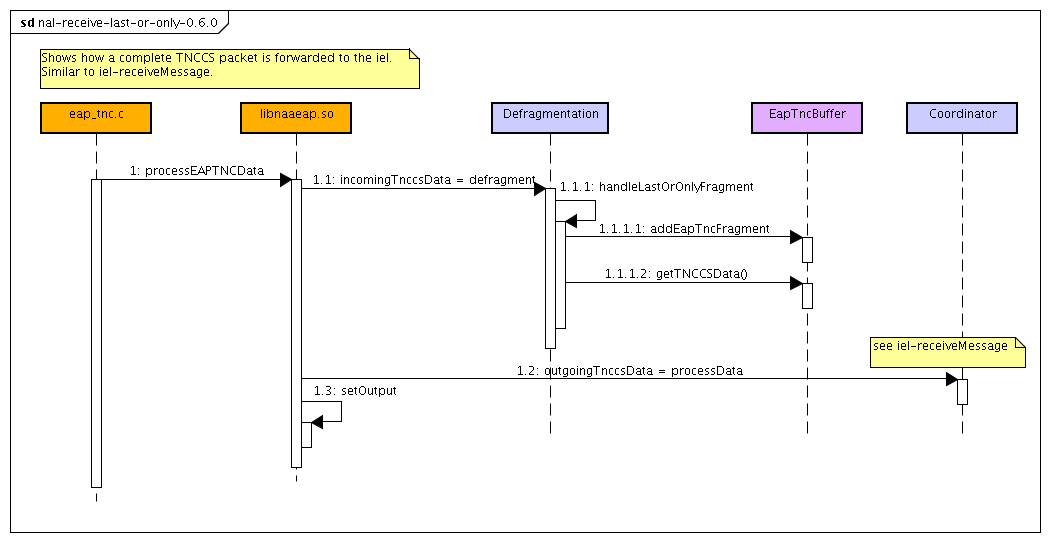 sd nal-receive-last-or-only-0.6.0
Shows how a complete TNCCS packet is forwarded to the iel.
Similar to iel-receiveMessage.
eap_tnc.c
libnaaeap.so
Defragmentation
EapTncBuffer
Coordinator
1: processEAPTNCData
1.1: incomingTnccsData = defragment
1.1.1: handleLastOrOnlyFragment
1.1.1.1: addEapTncFragment
1.1.1.2: getTNCCSData()
see iel-receiveMessage
1.2: outgoingTnccsData = processData
1.3: setOutput